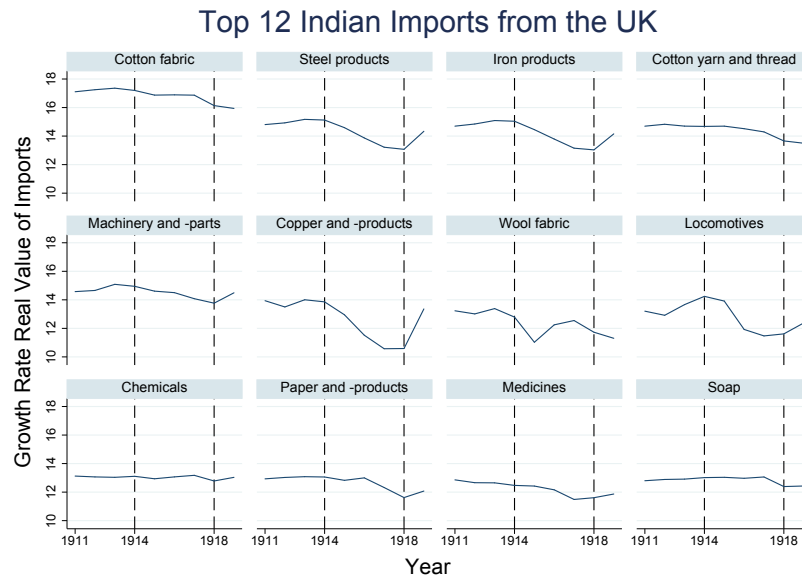 Top 12 Indian Imports from the UK
Cotton fabric
Steel products
Iron products
Cotton yarn and thread
10 12 14 16 18
Machinery and -parts
Copper and -products
Wool fabric
Locomotives
10 12 14 16 18
Chemicals
Paper and -products
Medicines
Soap
10 12 14 16 18
Growth Rate Real Value of Imports
1911 1914 1918
1911 1914 1918
1911 1914 1918
1911 1914 1918
Year